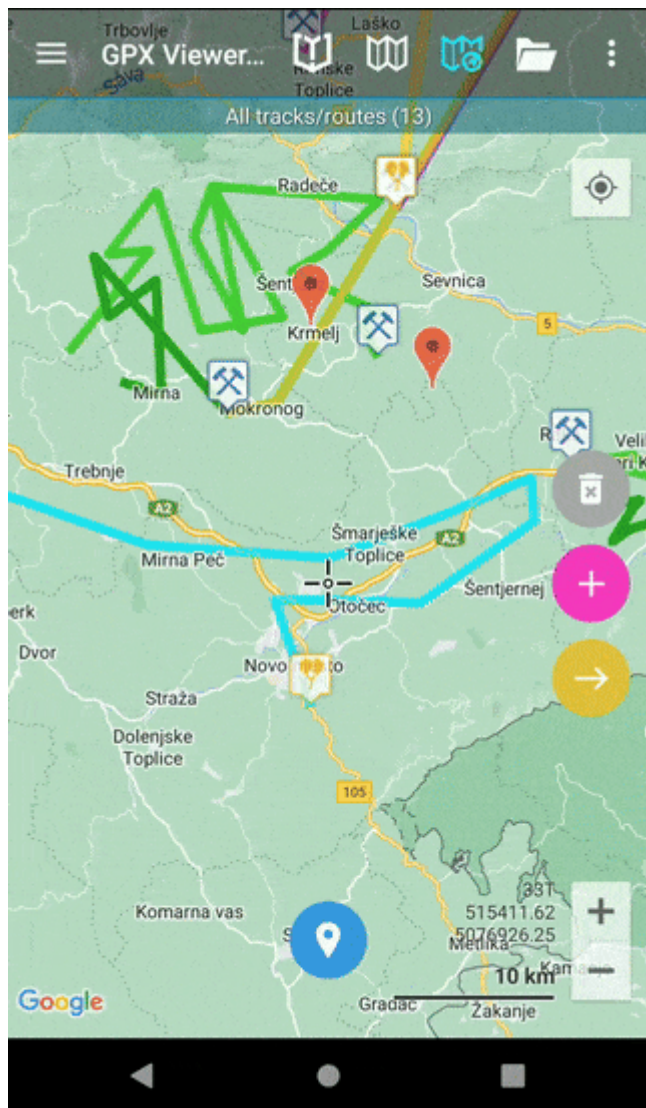 Trbovlje
Laško
GPX Viewer...
Toplice
Sava
All tracks/routes (13)
Radeče
Sevnica
5
Krmelj
Mirna
Mokronog
Trebnje
A2
Šmarješke
Toplice
A2
Mirna Peč
Šentjernej
Otočec
Dvor
Straža
Dolenjske
Toplice
105
Komarna vas
33T
515411.62
5076926.25
Metlika
10 km
Google
Gradac
Žakanje